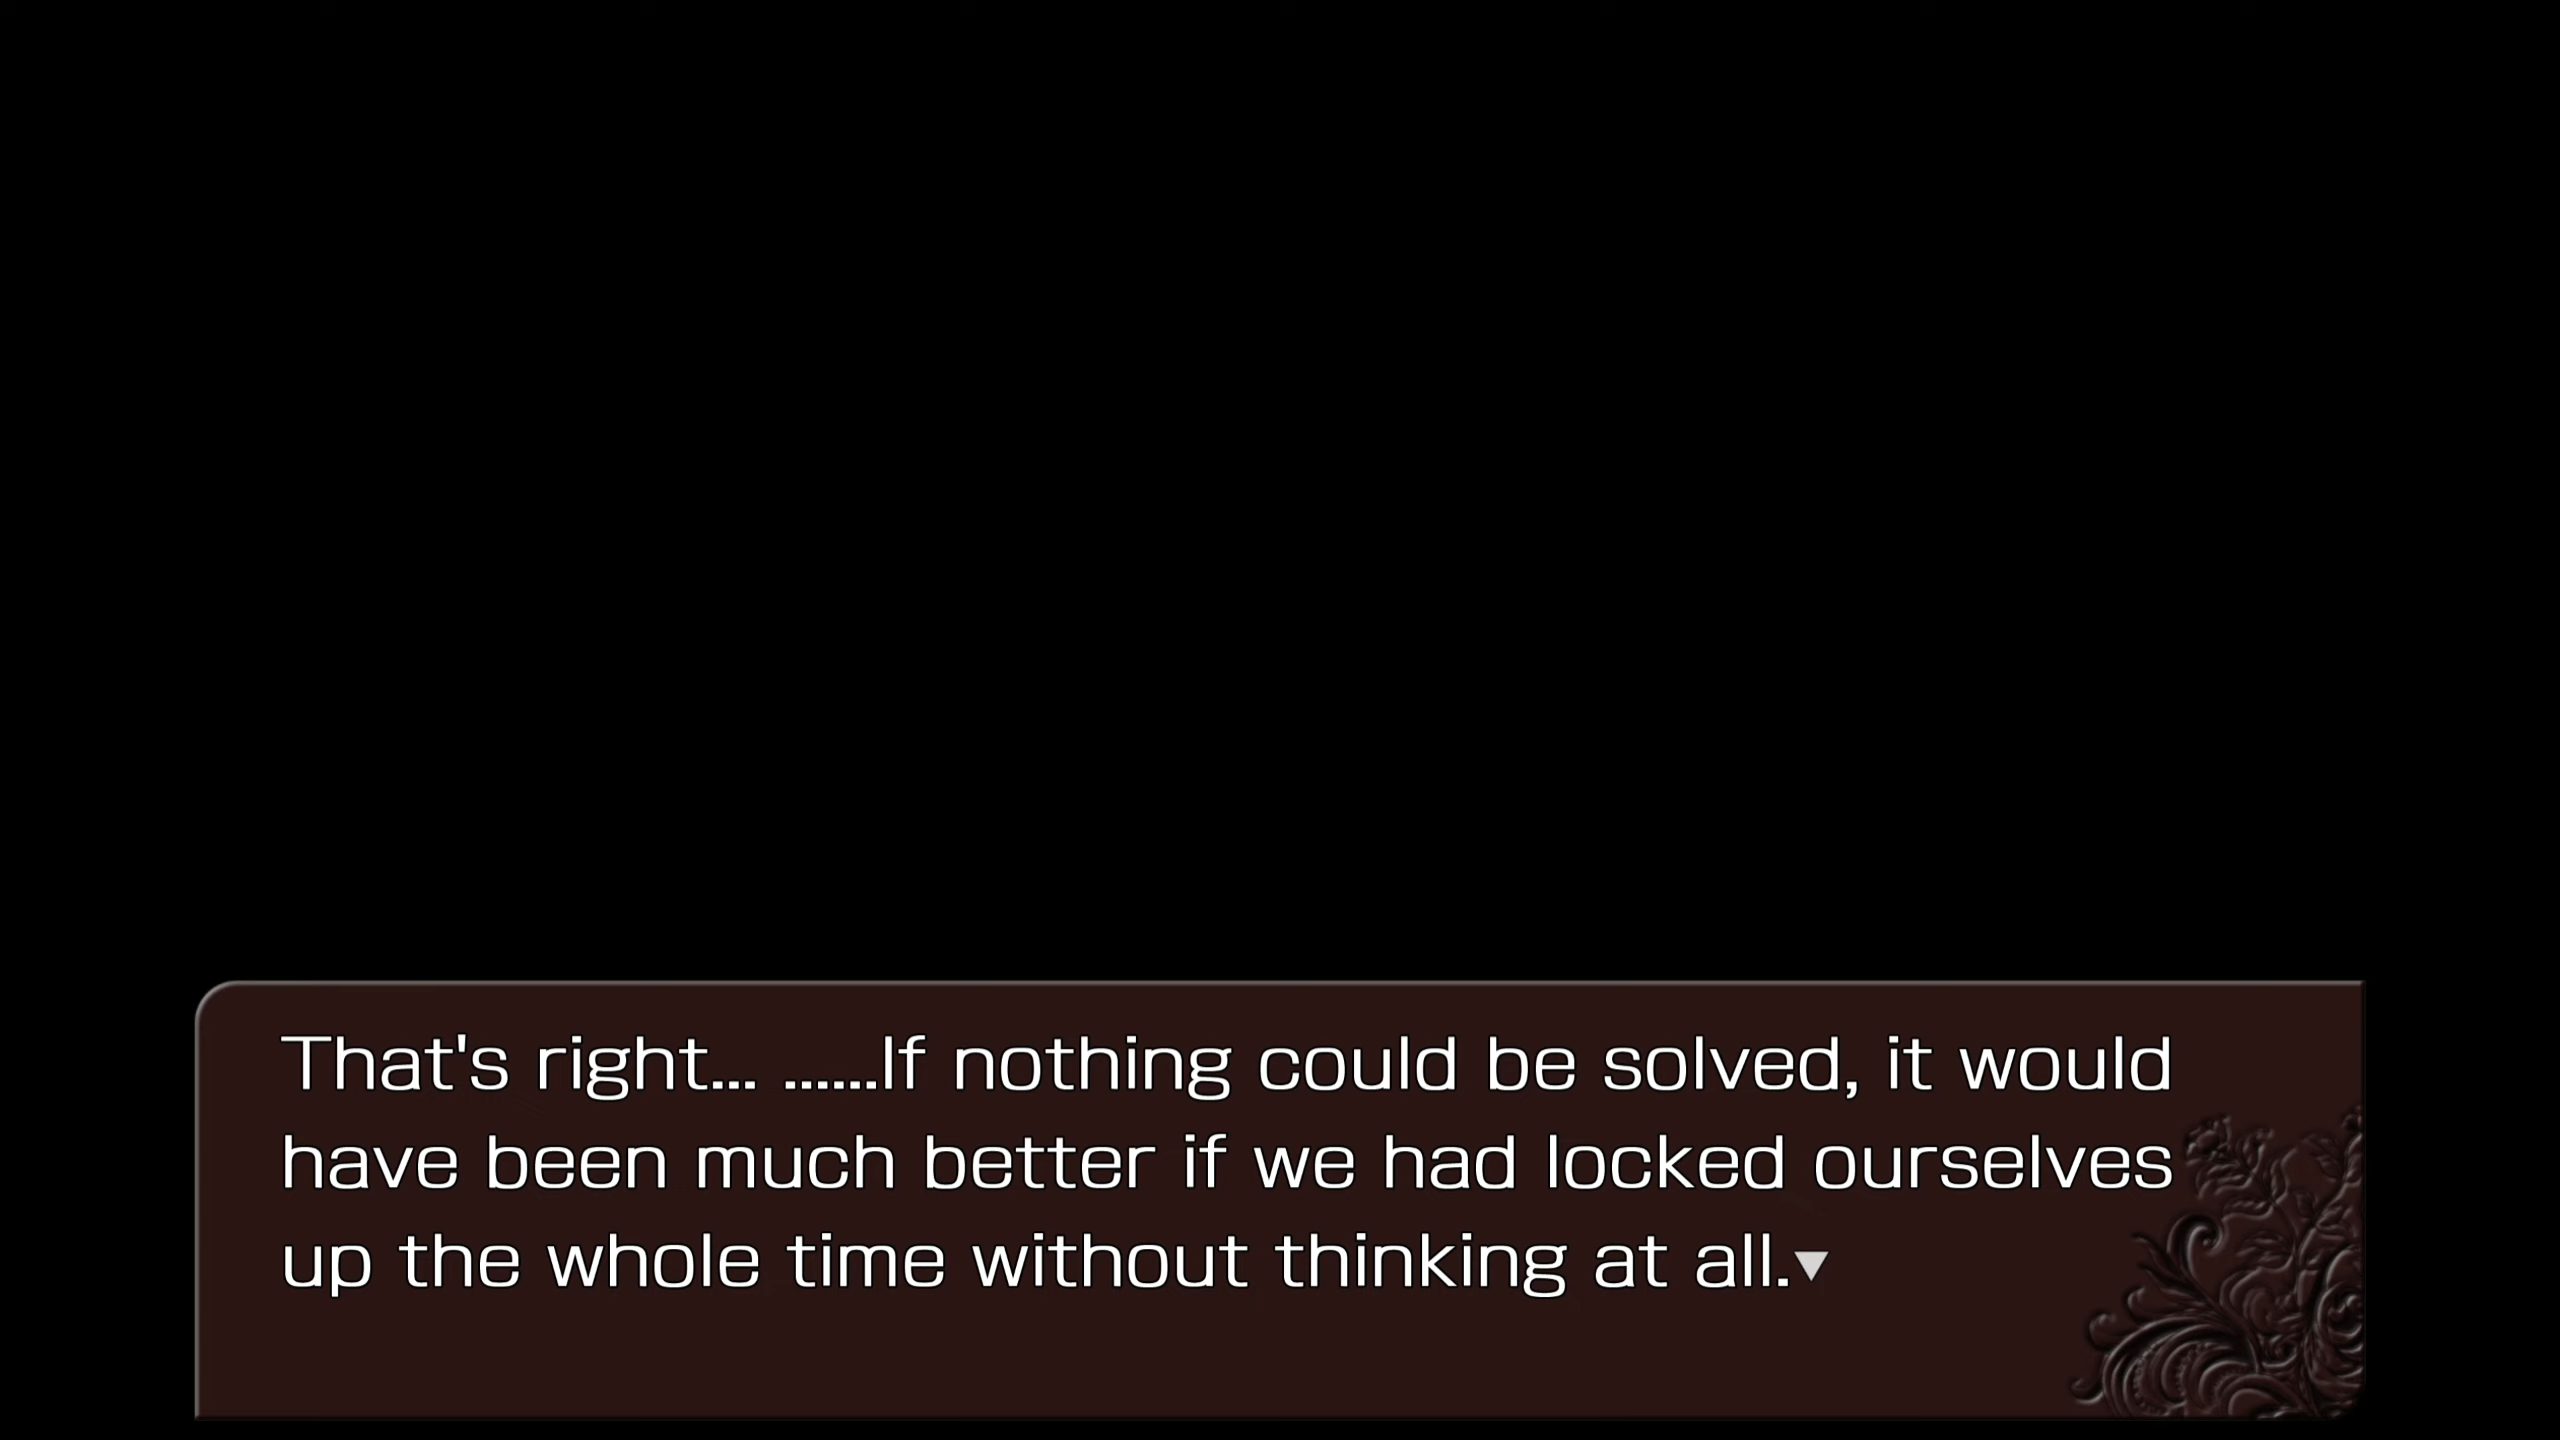 That's right... ......If nothing could be solved, it would
have been much better if we had locked ourselves
up the whole time without thinking at all.